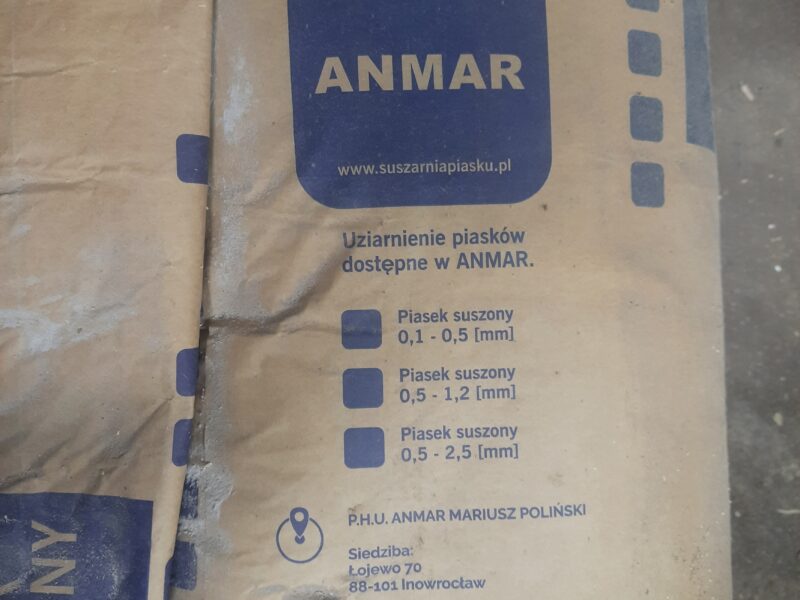 ANMAR
www.suszarniapiasku.pl
Uziarnienie piasków
dostępne w ANMAR.
Piasek suszony
0,1 - 0,5 [mm]
Piasek suszony
0,5 - 1,2 [mm]
Piasek suszony
0,5 - 2,5 [mm]
P.H.U. ANMAR MARIUSZ POLIŃSKI
Siedziba:
Łojewo 70
88-101 Inowrocław
NY